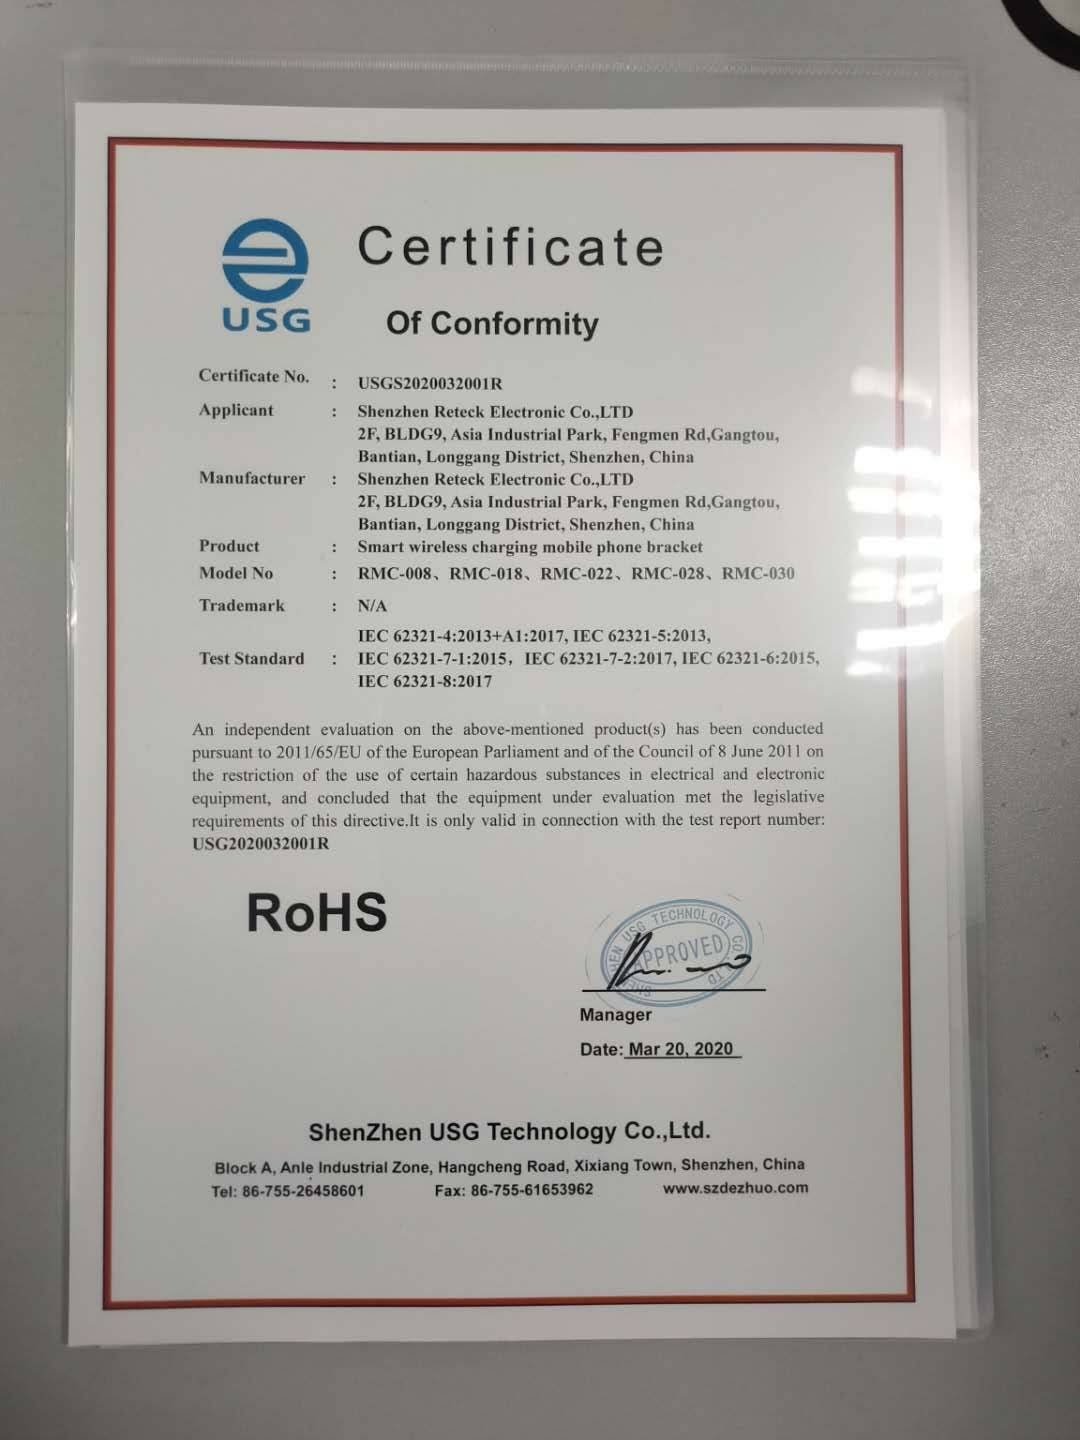 USG
Certificate
Of Conformity
Certificate No. : USGS2020032001R
Applicant : Shenzhen Reteck Electronic Co.,LTD
2F, BLDG9, Asia Industrial Park, Fengmen Rd,Gangtou,
Bantian, Longgang District, Shenzhen, China
Manufacturer : Shenzhen Reteck Electronic Co.,LTD
2F, BLDG9, Asia Industrial Park, Fengmen Rd,Gangtou,
Bantian, Longgang District, Shenzhen, China
Product : Smart wireless charging mobile phone bracket
Model No : RMC-008、RMC-018、RMC-022、RMC-028、RMC-030
Trademark : N/A
IEC 62321-4:2013+A1:2017, IEC 62321-5:2013,
Test Standard : IEC 62321-7-1:2015，IEC 62321-7-2:2017, IEC 62321-6:2015,
IEC 62321-8:2017
An independent evaluation on the above-mentioned product(s) has been conducted
pursuant to 2011/65/EU of the European Parliament and of the Council of 8 June 2011 on
the restriction of the use of certain hazardous substances in electrical and electronic
equipment, and concluded that the equipment under evaluation met the legislative
requirements of this directive.It is only valid in connection with the test report number:
USG2020032001R
RoHS
SHENZHEN USG TECHNOLOGY CO., LTD
APPROVED
Manager
Date: Mar 20, 2020
ShenZhen USG Technology Co.,Ltd.
Block A, Anle Industrial Zone, Hangcheng Road, Xixiang Town, Shenzhen, China
Tel: 86-755-26458601 Fax: 86-755-61653962 www.szdezhuo.com